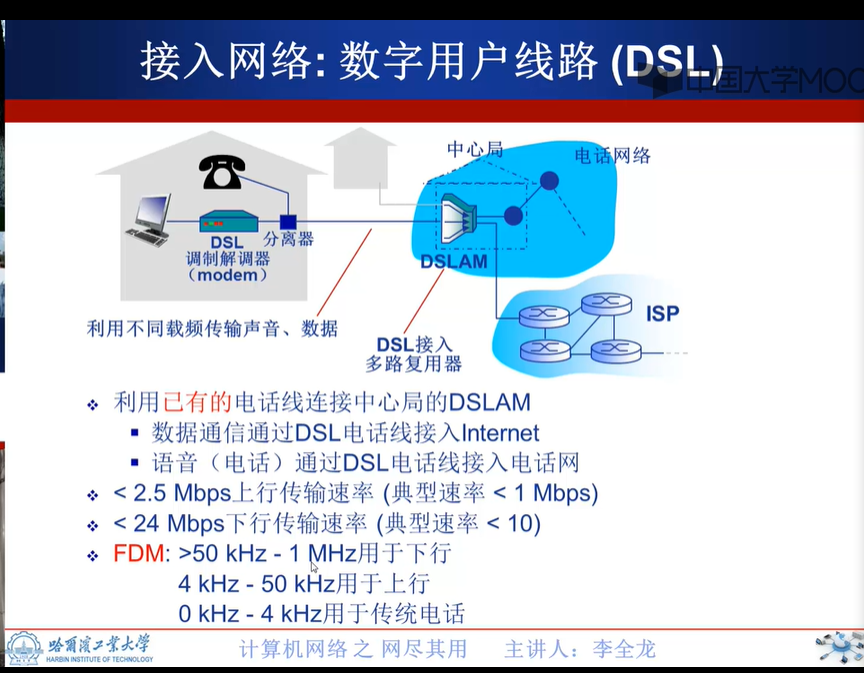 接入网络: 数字用户线路 (DSL)
中国大学MOO
中心局
电话网络
DSL
调制解调器
（modem）
分离器
DSLAM
ISP
利用不同载频传输声音、数据
DSL接入
多路复用器
❖ 利用已有的电话线连接中心局的DSLAM
▪ 数据通信通过DSL电话线接入Internet
▪ 语音（电话）通过DSL电话线接入电话网
❖ < 2.5 Mbps上行传输速率 (典型速率 < 1 Mbps)
❖ < 24 Mbps下行传输速率 (典型速率 < 10)
❖ FDM: >50 kHz - 1 MHz用于下行
4 kHz - 50 kHz用于上行
0 kHz - 4 kHz用于传统电话
哈尔滨工业大学
HARBIN INSTITUTE OF TECHNOLOGY
计算机网络之 网尽其用 主讲人：李全龙